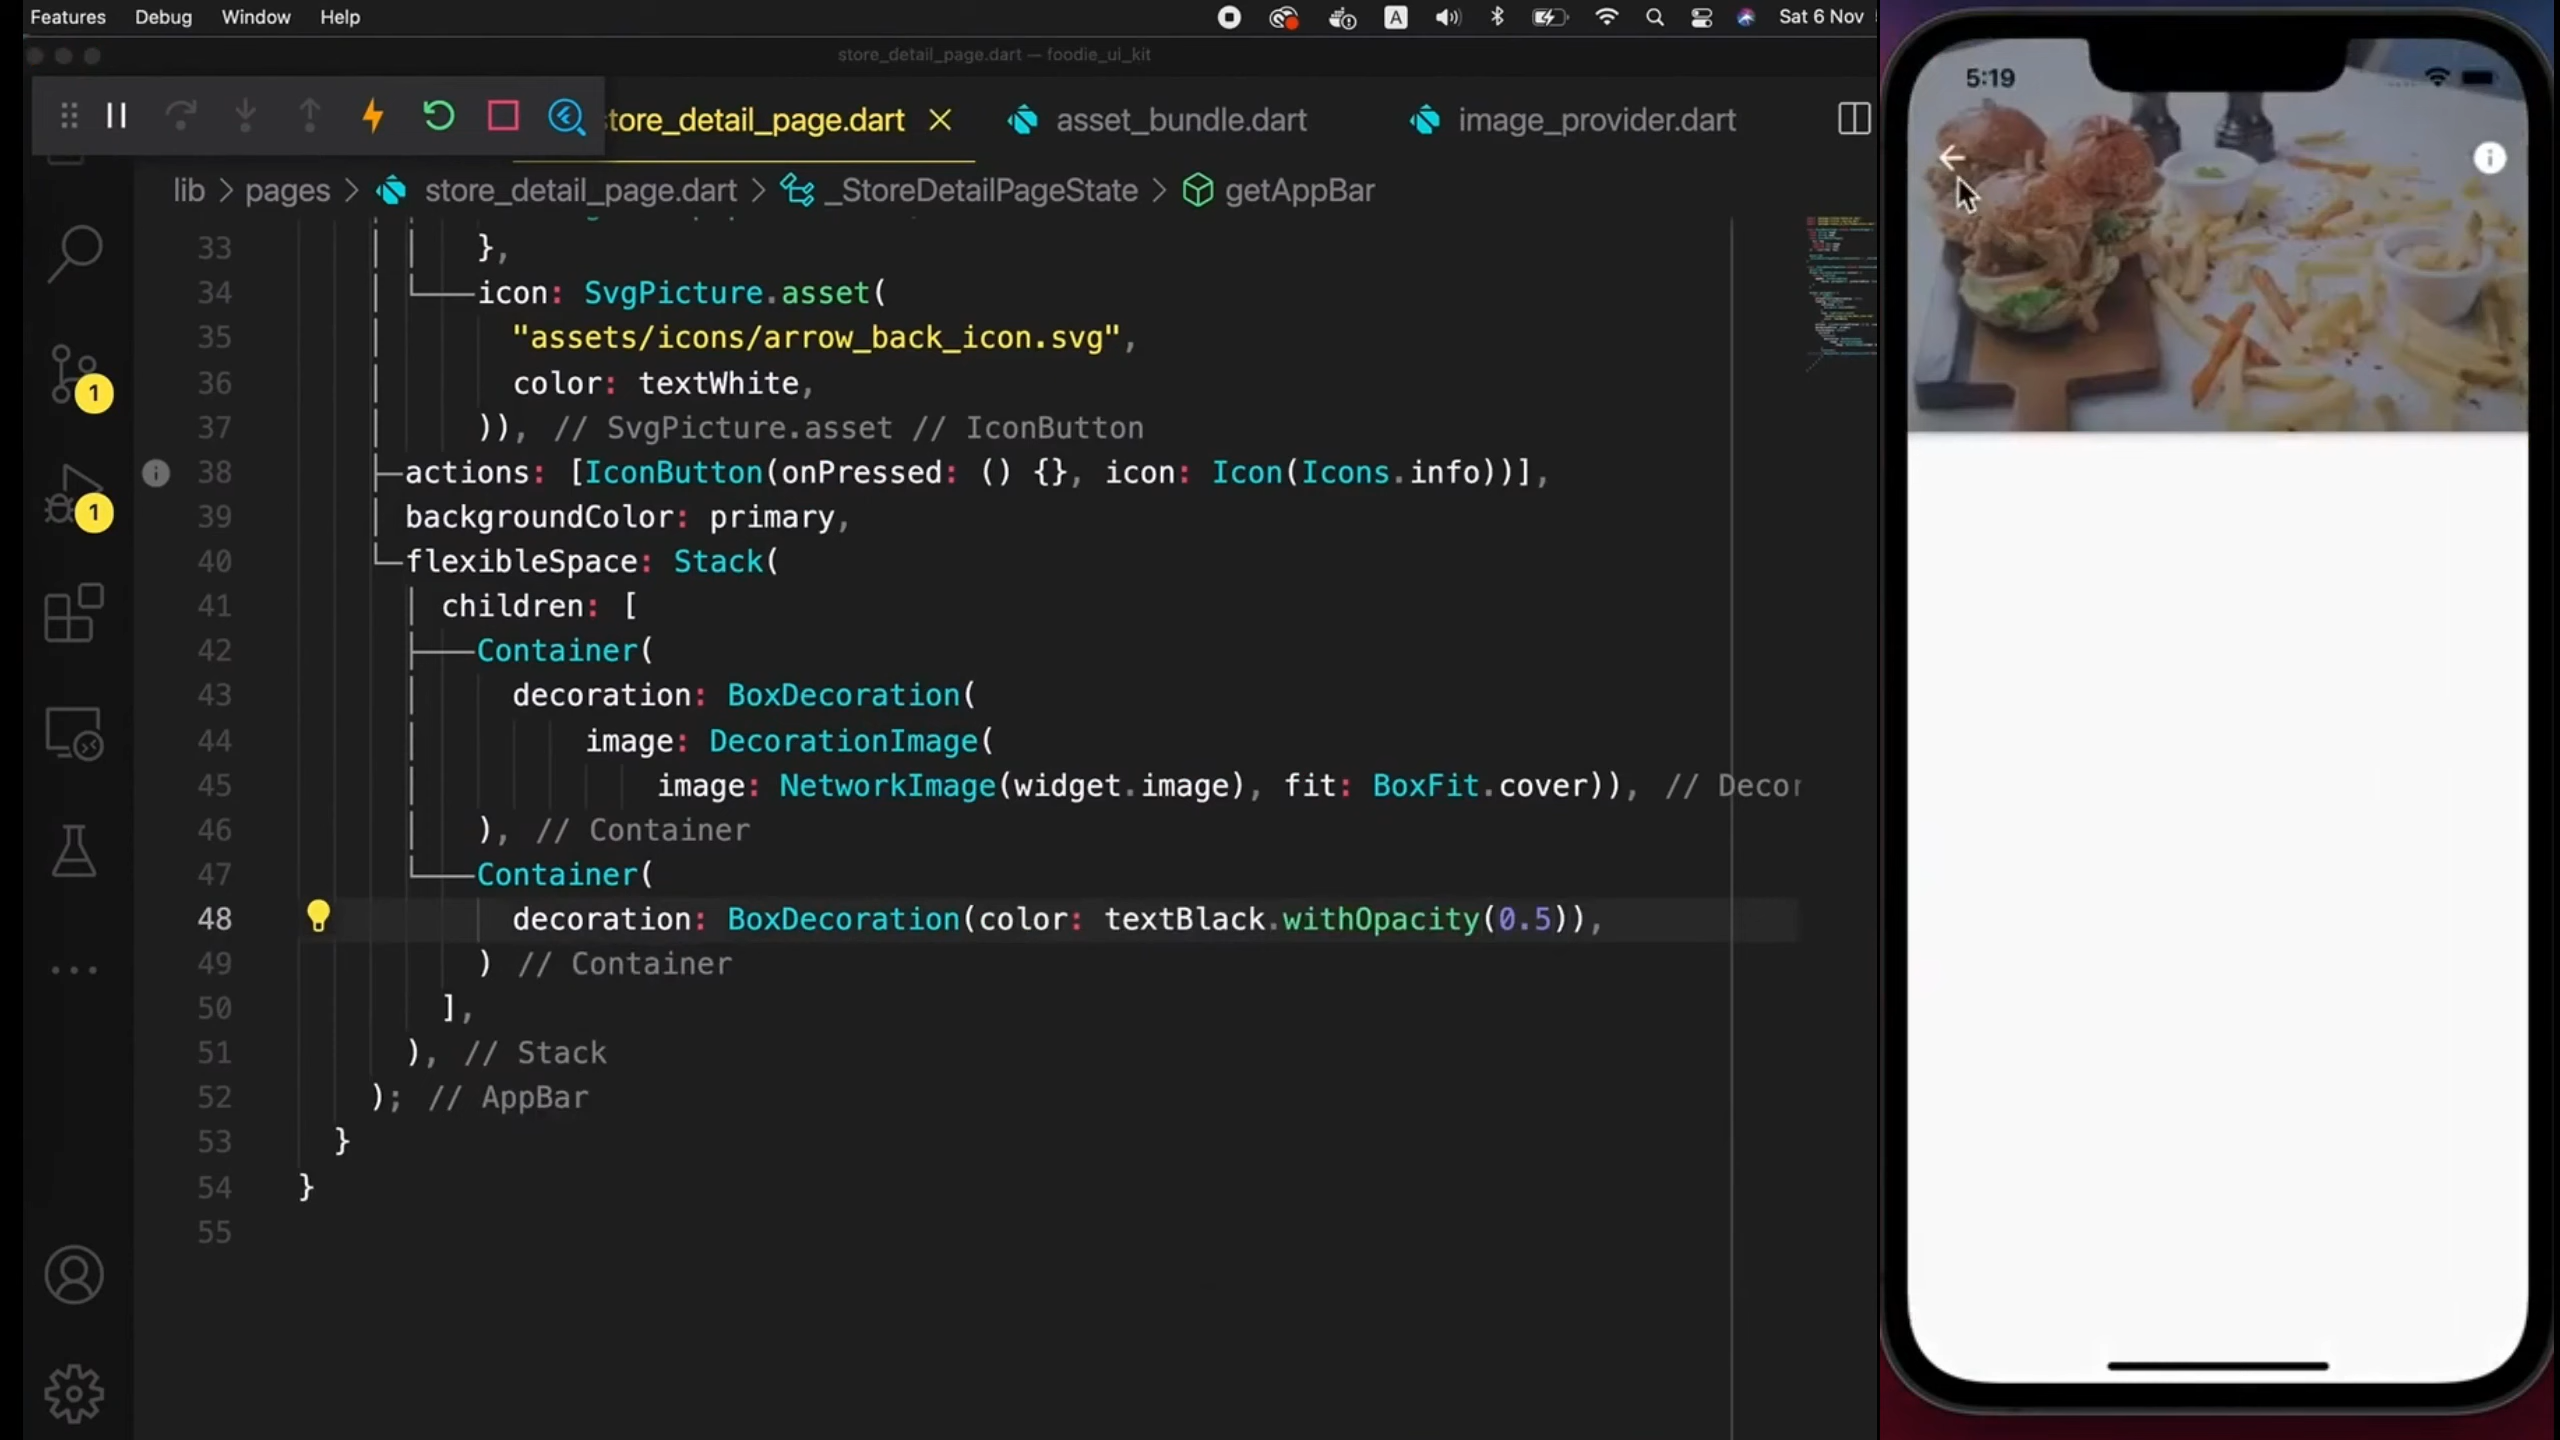 Features Debug Window Help A Sat 6 Nov
store_detail_page.dart — foodie_ui_kit
tore_detail_page.dart asset_bundle.dart image_provider.dart
lib > pages > store_detail_page.dart > _StoreDetailPageState > getAppBar
33 },
34 icon: SvgPicture.asset(
35 "assets/icons/arrow_back_icon.svg",
36 color: textWhite,
37 )), // SvgPicture.asset // IconButton
38 actions: [IconButton(onPressed: () {}, icon: Icon(Icons.info))],
39 backgroundColor: primary,
40 flexibleSpace: Stack(
41 children: [
42 Container(
43 decoration: BoxDecoration(
44 image: DecorationImage(
45 image: NetworkImage(widget.image), fit: BoxFit.cover)), // Decor
46 ), // Container
47 Container(
48 decoration: BoxDecoration(color: textBlack.withOpacity(0.5)),
49 ) // Container
50 ],
51 ), // Stack
52 ); // AppBar
53 }
54 }
55
1
1
5:19